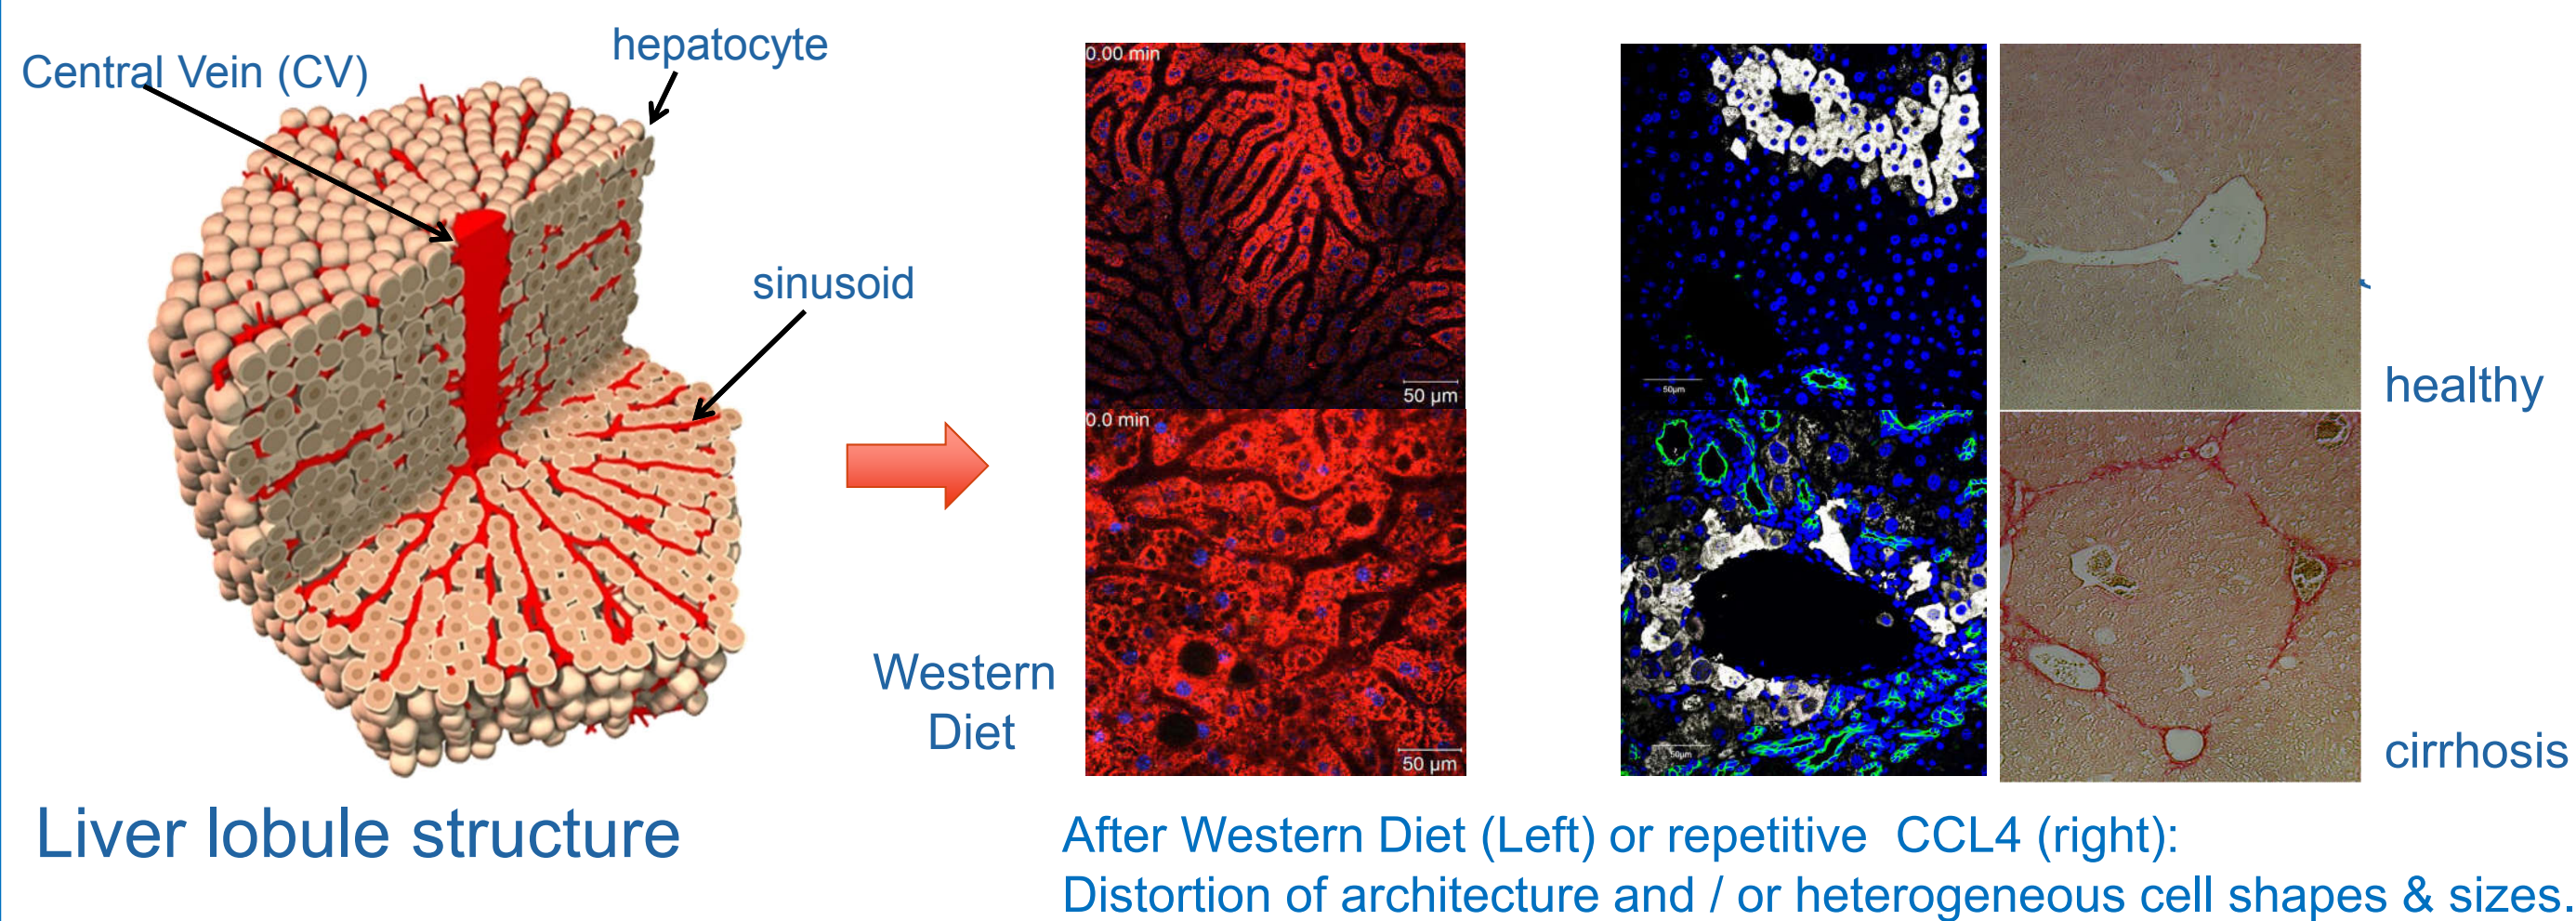 Central Vein (CV)
hepatocyte
sinusoid
Liver lobule structure
Western
Diet
0.00 min
50 µm
0.0 min
50 µm
50µm
50µm
healthy
cirrhosis
After Western Diet (Left) or repetitive CCL4 (right):
Distortion of architecture and / or heterogeneous cell shapes & sizes.